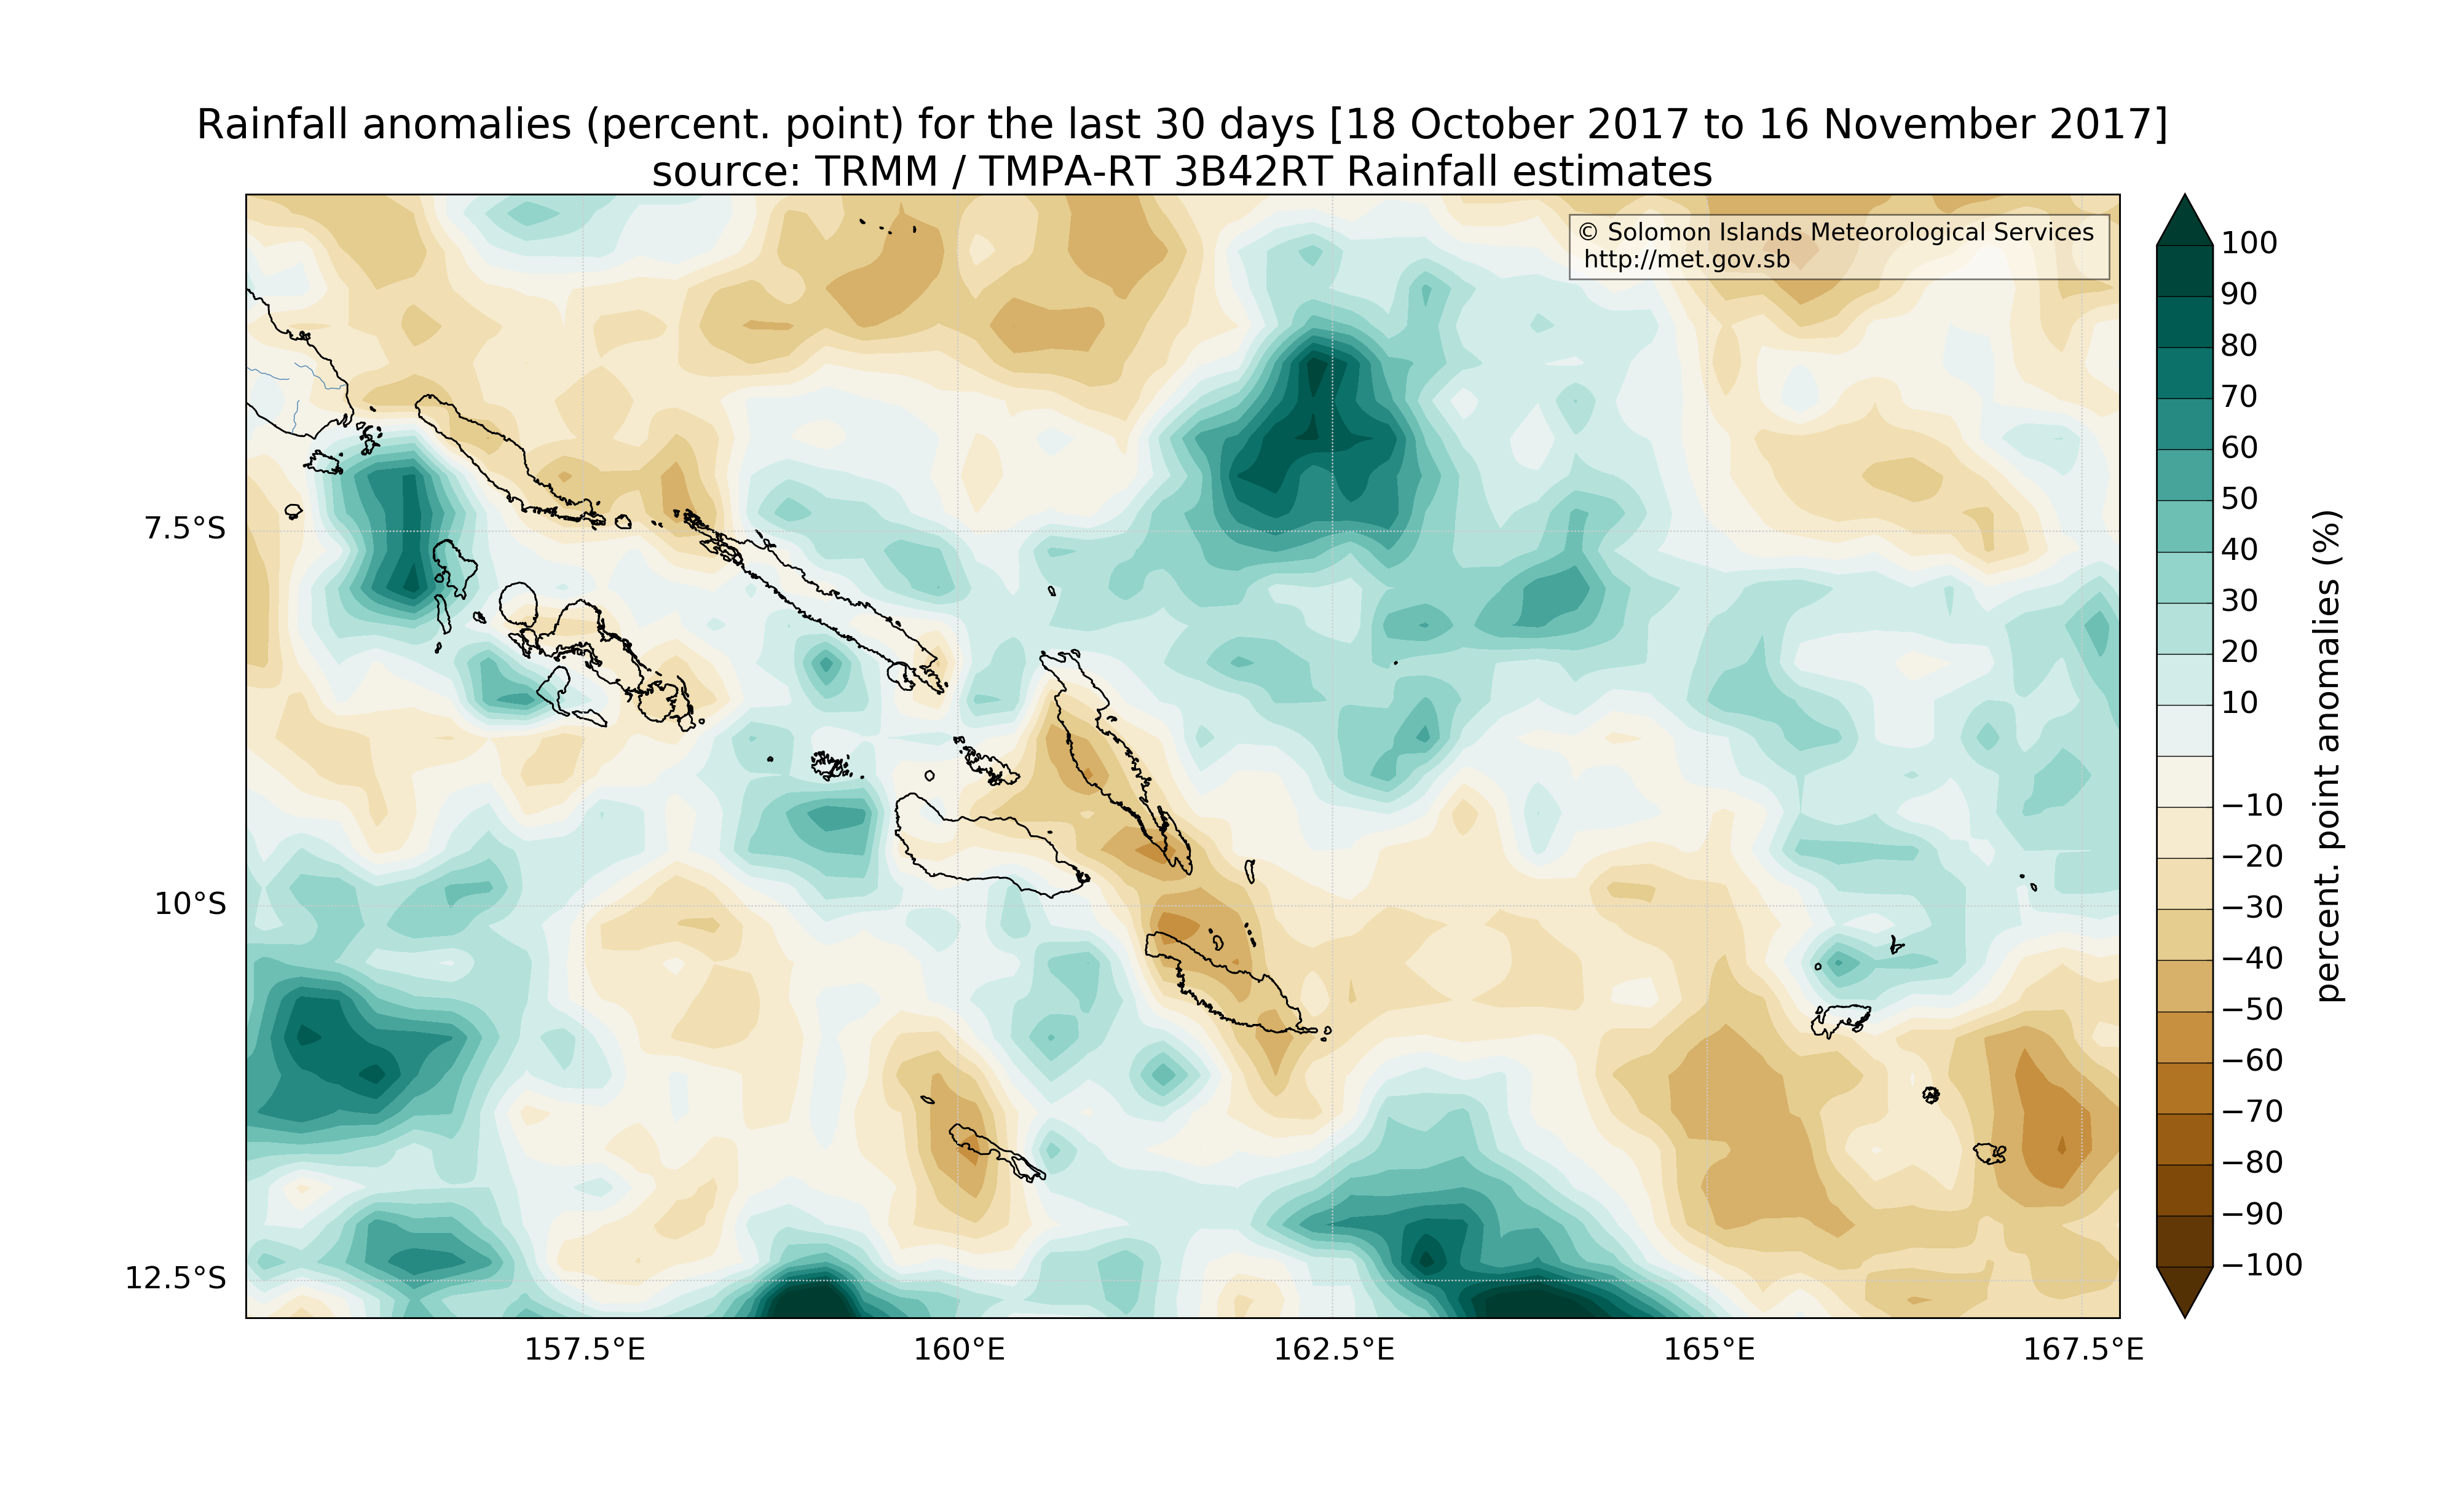 Rainfall anomalies (percent. point) for the last 30 days [18 October 2017 to 16 November 2017]
source: TRMM / TMPA-RT 3B42RT Rainfall estimates
© Solomon Islands Meteorological Services
http://met.gov.sb
7.5°S
10°S
12.5°S
157.5°E
160°E
162.5°E
165°E
167.5°E
100
90
80
70
60
50
40
30
20
10
−10
−20
−30
−40
−50
−60
−70
−80
−90
−100
percent. point anomalies (%)